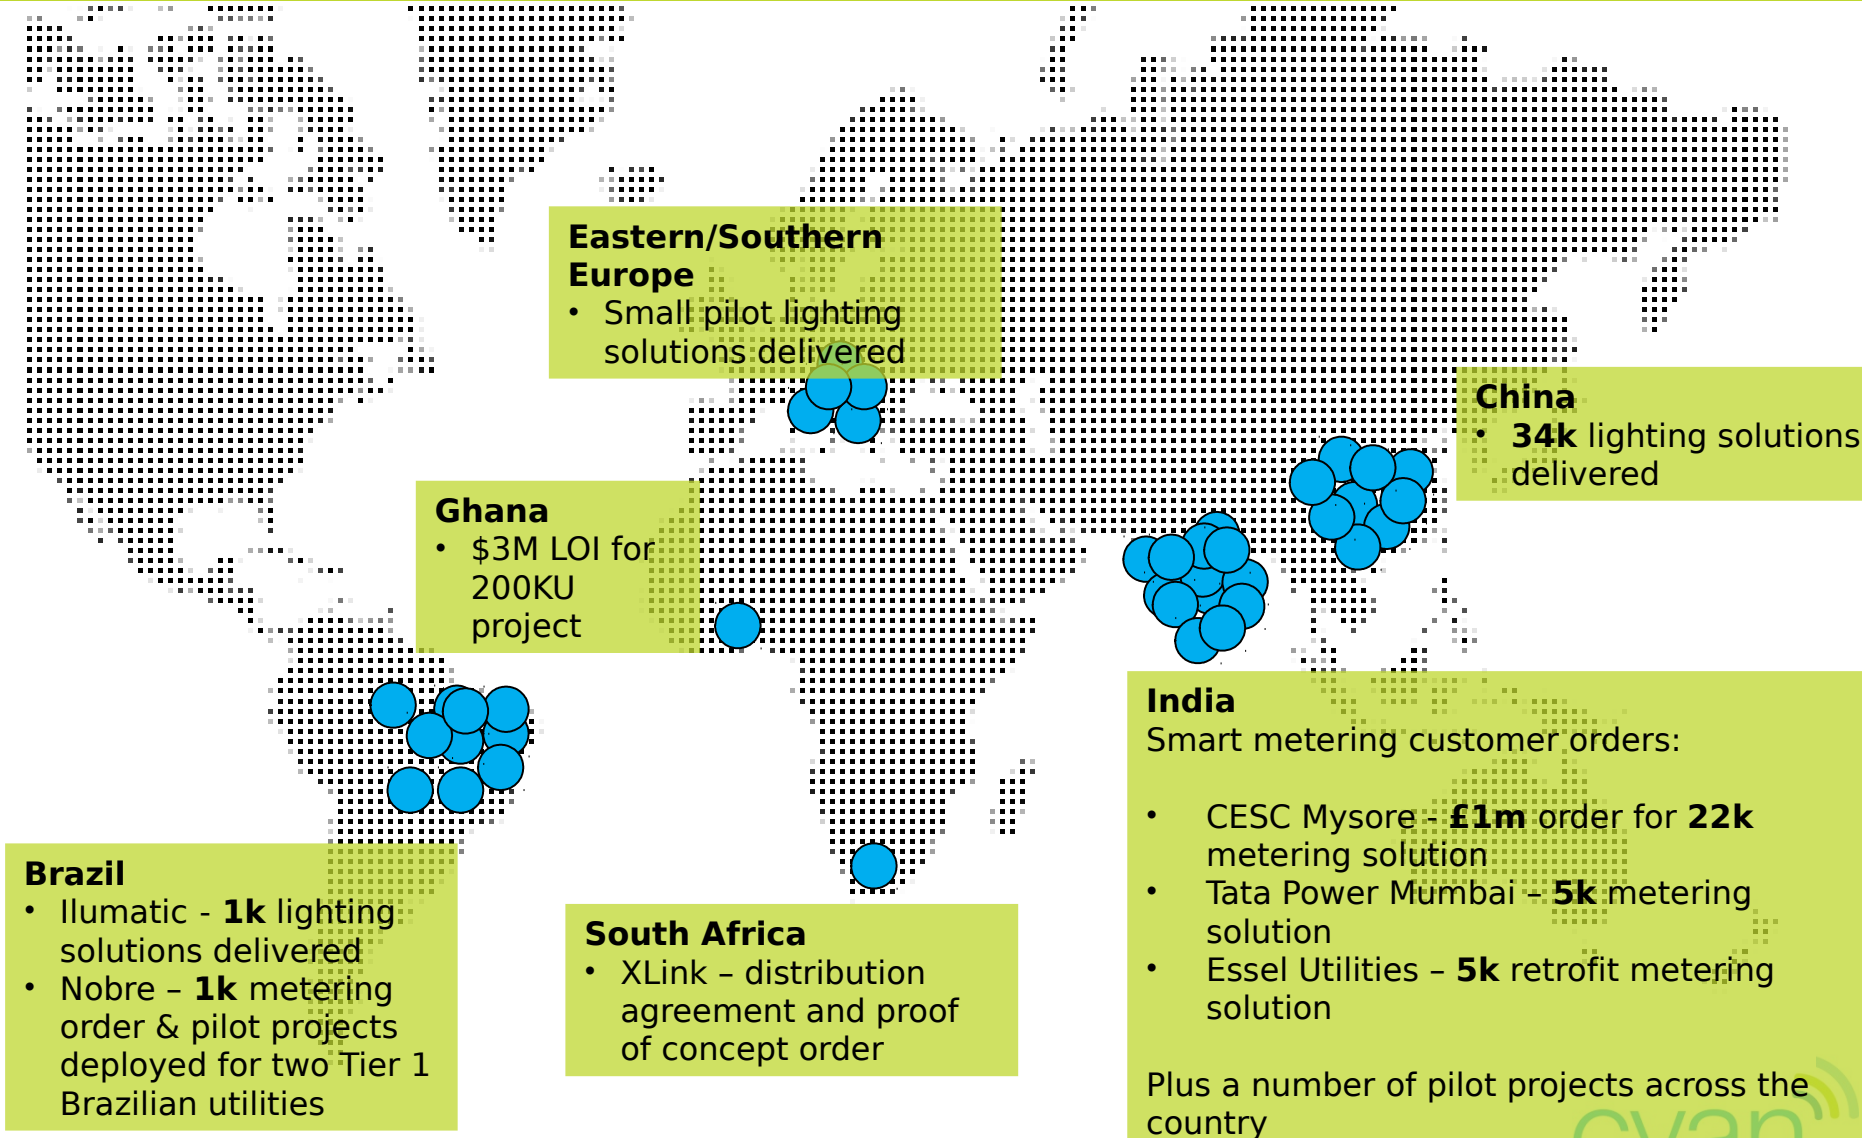 Eastern/Southern
Europe
• Small pilot lighting
solutions delivered
China
• 34k lighting solutions
delivered
Ghana
• $3M LOI for
200KU
project
India
Smart metering customer orders:
• CESC Mysore - £1m order for 22k
metering solution
• Tata Power Mumbai – 5k metering
solution
• Essel Utilities – 5k retrofit metering
solution
Plus a number of pilot projects across the
country
Brazil
• Ilumatic - 1k lighting
solutions delivered
• Nobre – 1k metering
order & pilot projects
deployed for two Tier 1
Brazilian utilities
South Africa
• XLink – distribution
agreement and proof
of concept order
cyan